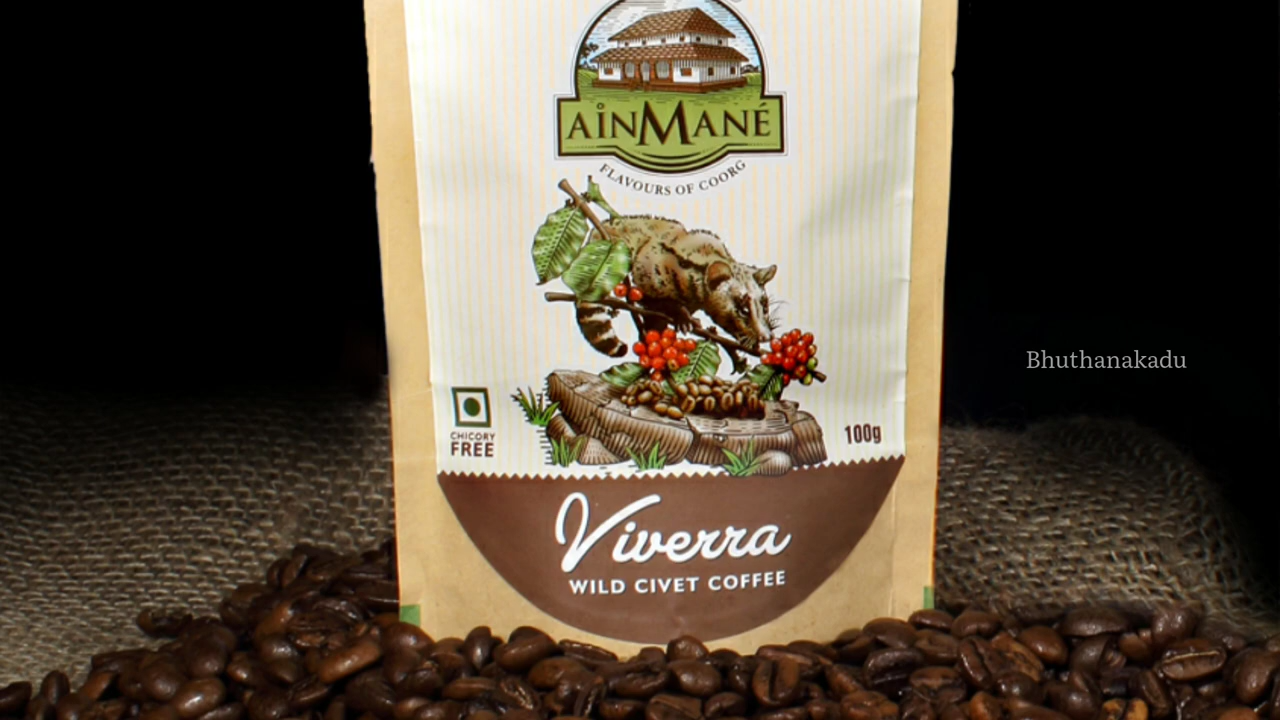 AinMANÉ
FLAVOURS OF COORG
Bhuthanakadu
CHICORY
FREE
100g
Viverra
WILD CIVET COFFEE